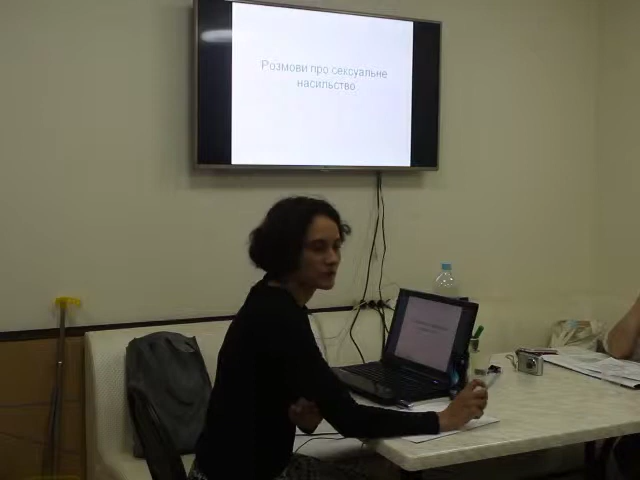 Розмови про сексуальне
насильство